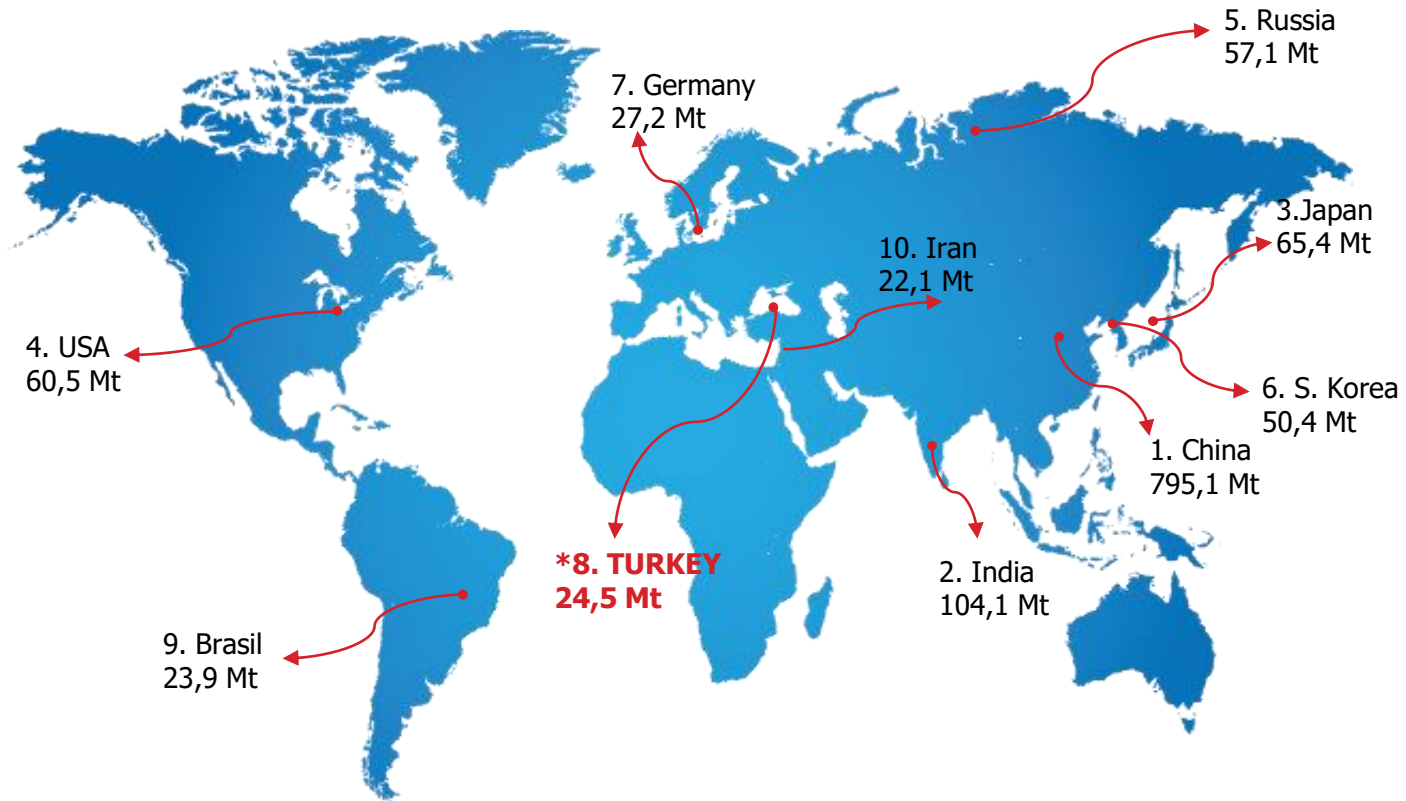 5. Russia
57,1 Mt
7. Germany
27,2 Mt
3.Japan
65,4 Mt
10. Iran
22,1 Mt
4. USA
60,5 Mt
6. S. Korea
50,4 Mt
1. China
795,1 Mt
*8. TURKEY
24,5 Mt
2. India
104,1 Mt
9. Brasil
23,9 Mt